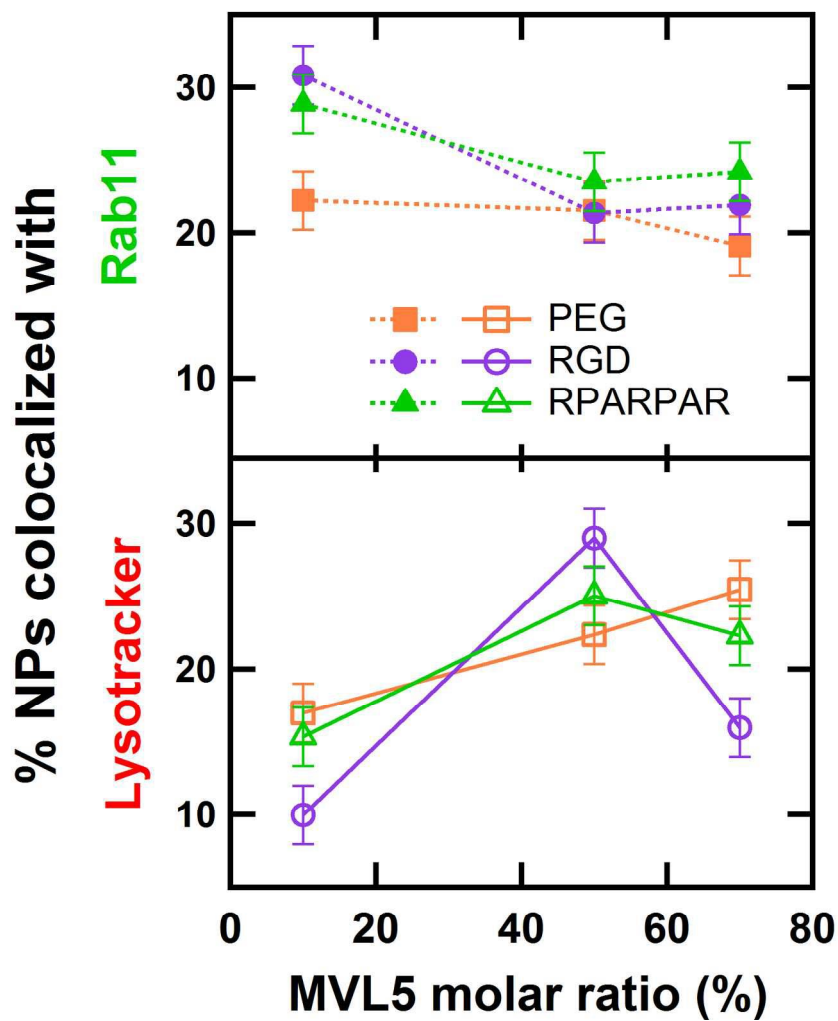 % NPs colocalized with
Rab11
30
20
10
PEG
RGD
RPARPAR
Lysotracker
30
20
10
0 20 40 60 80
MVL5 molar ratio (%)